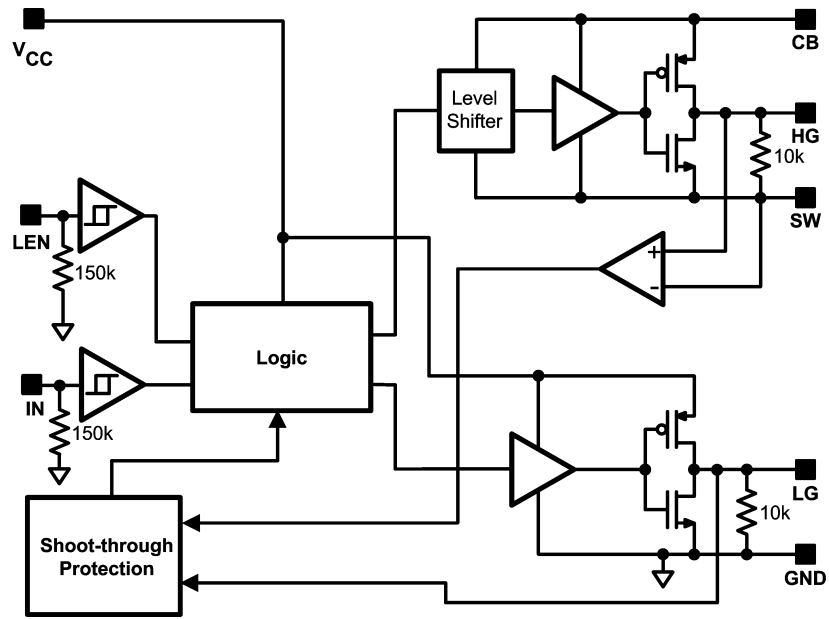 VCC
CB
Level
Shifter
HG
10k
SW
LEN
150k
+
-
Logic
IN
150k
LG
10k
Shoot-through
Protection
GND